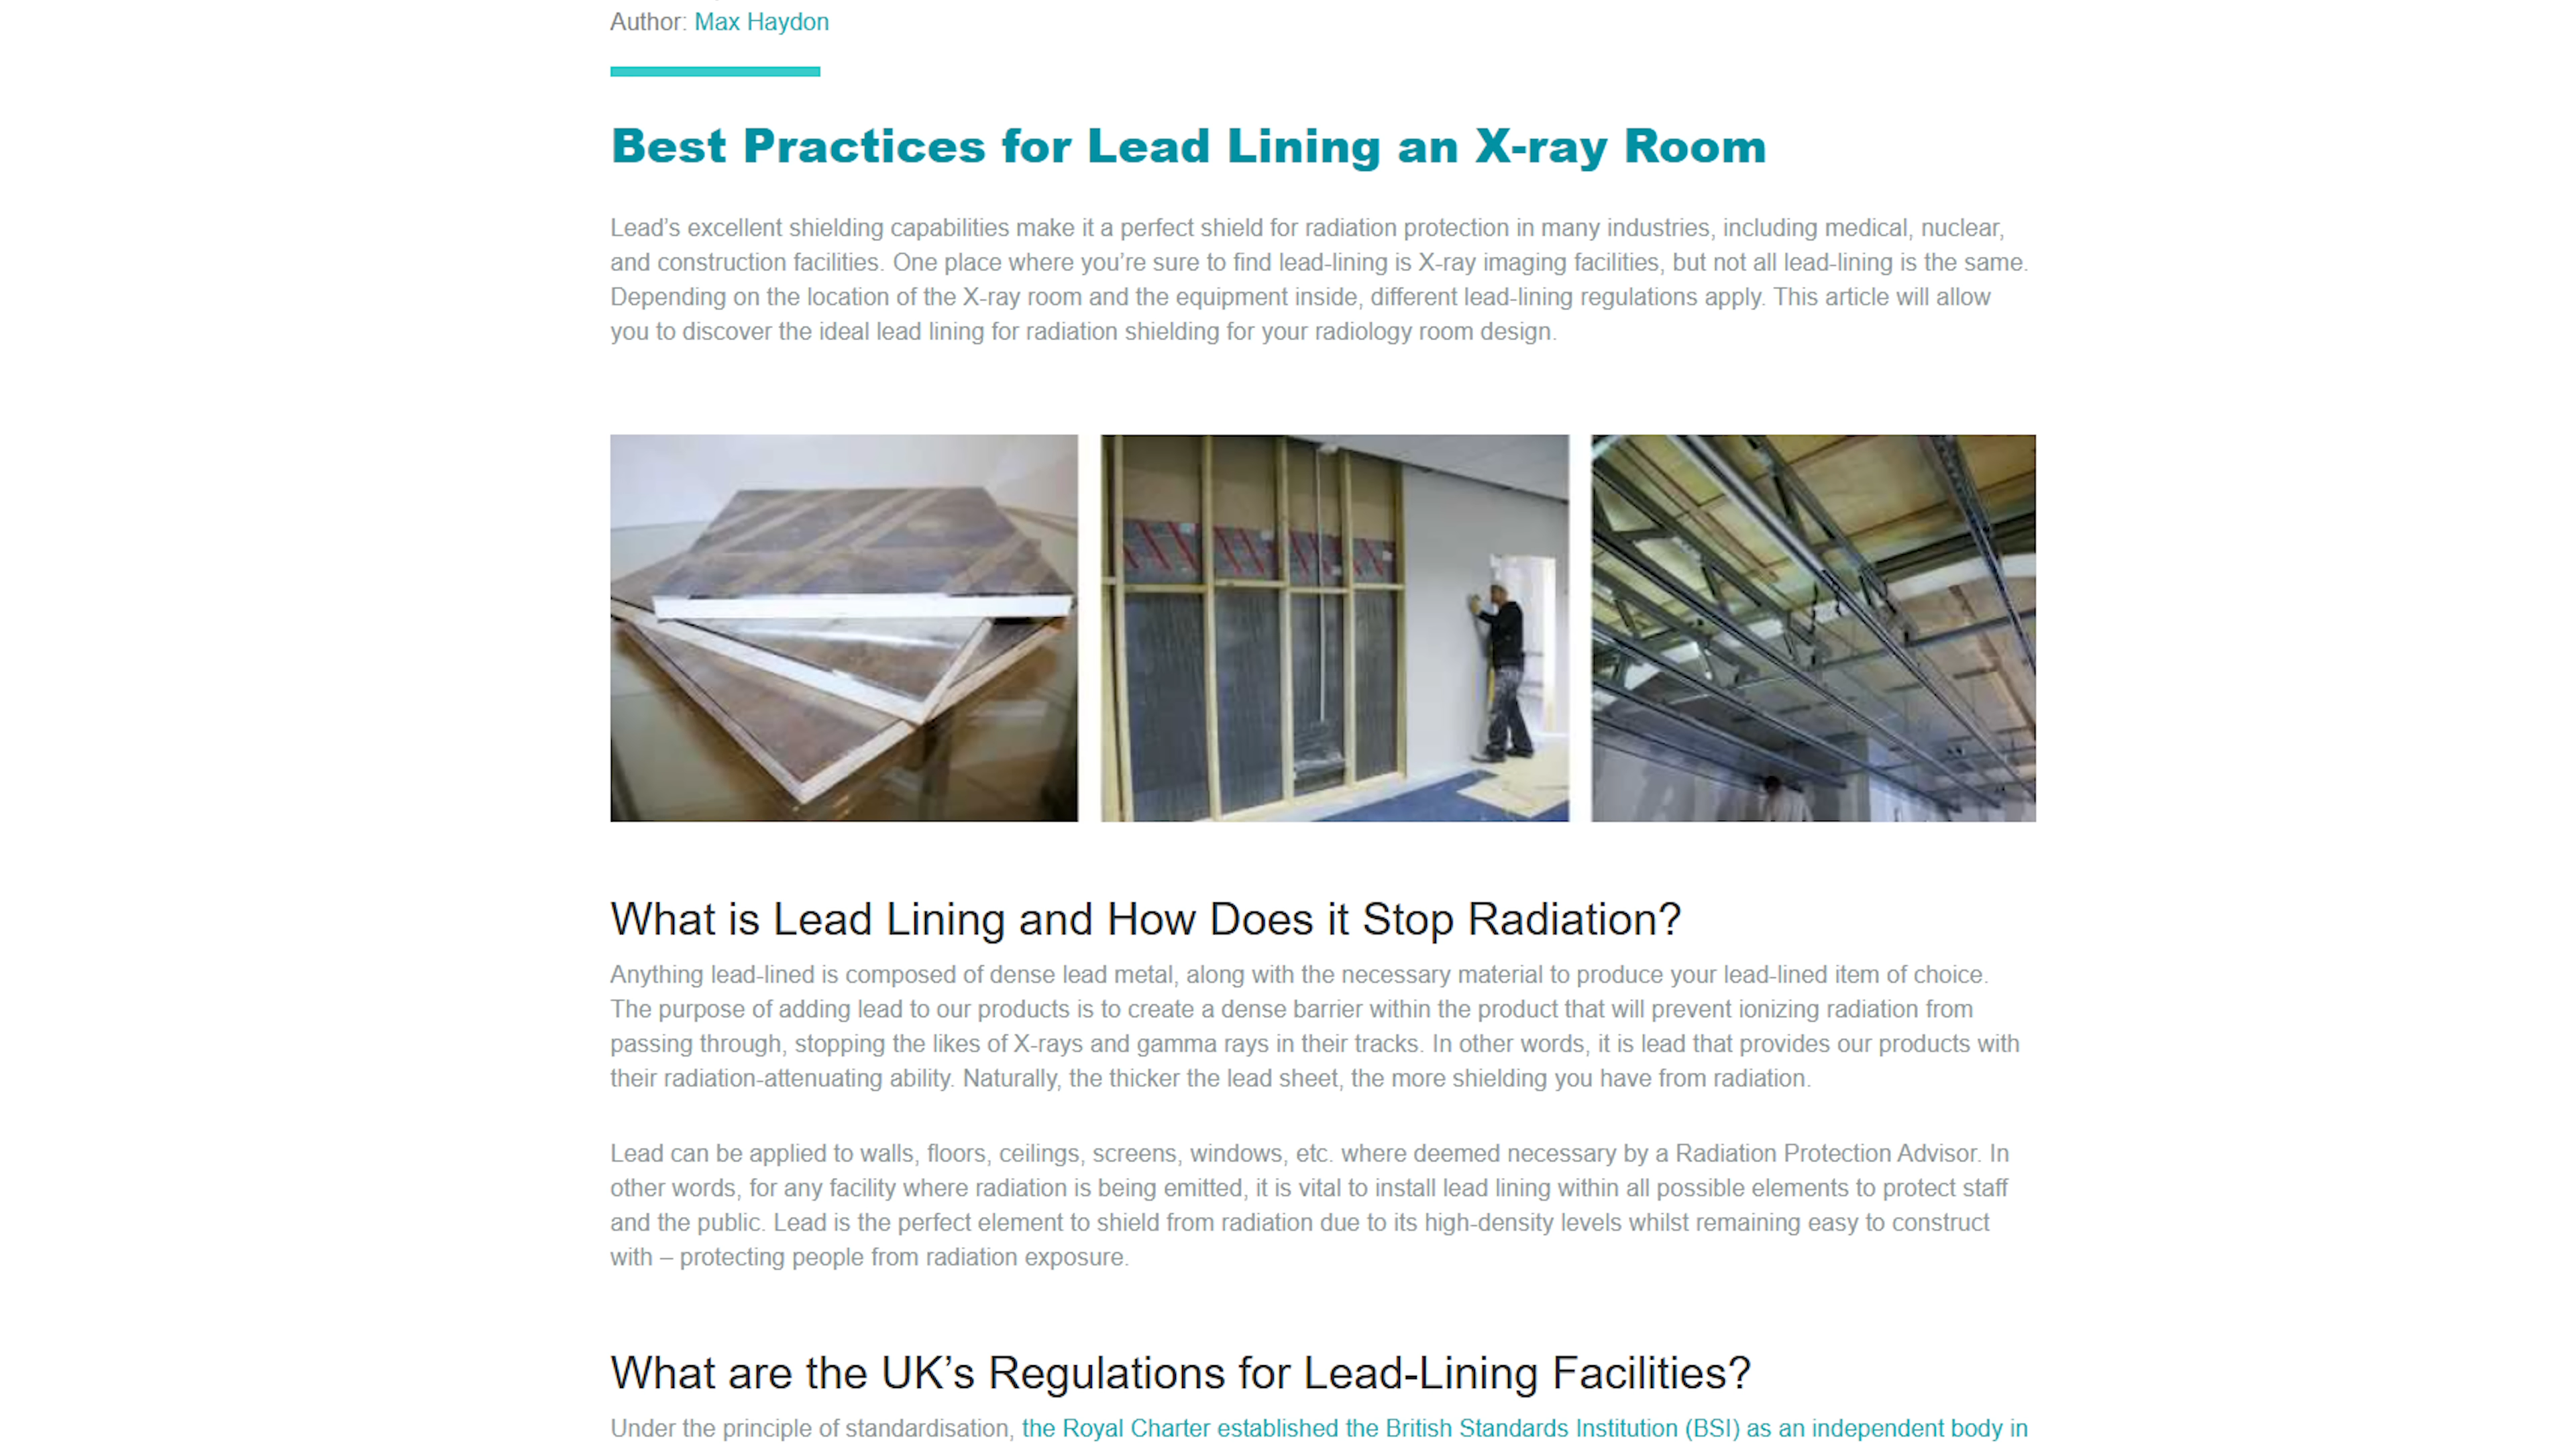 Author: Max Haydon
Best Practices for Lead Lining an X-ray Room
Lead’s excellent shielding capabilities make it a perfect shield for radiation protection in many industries, including medical, nuclear,
and construction facilities. One place where you’re sure to find lead-lining is X-ray imaging facilities, but not all lead-lining is the same.
Depending on the location of the X-ray room and the equipment inside, different lead-lining regulations apply. This article will allow
you to discover the ideal lead lining for radiation shielding for your radiology room design.
What is Lead Lining and How Does it Stop Radiation?
Anything lead-lined is composed of dense lead metal, along with the necessary material to produce your lead-lined item of choice.
The purpose of adding lead to our products is to create a dense barrier within the product that will prevent ionizing radiation from
passing through, stopping the likes of X-rays and gamma rays in their tracks. In other words, it is lead that provides our products with
their radiation-attenuating ability. Naturally, the thicker the lead sheet, the more shielding you have from radiation.
Lead can be applied to walls, floors, ceilings, screens, windows, etc. where deemed necessary by a Radiation Protection Advisor. In
other words, for any facility where radiation is being emitted, it is vital to install lead lining within all possible elements to protect staff
and the public. Lead is the perfect element to shield from radiation due to its high-density levels whilst remaining easy to construct
with – protecting people from radiation exposure.
What are the UK’s Regulations for Lead-Lining Facilities?
Under the principle of standardisation, the Royal Charter established the British Standards Institution (BSI) as an independent body in